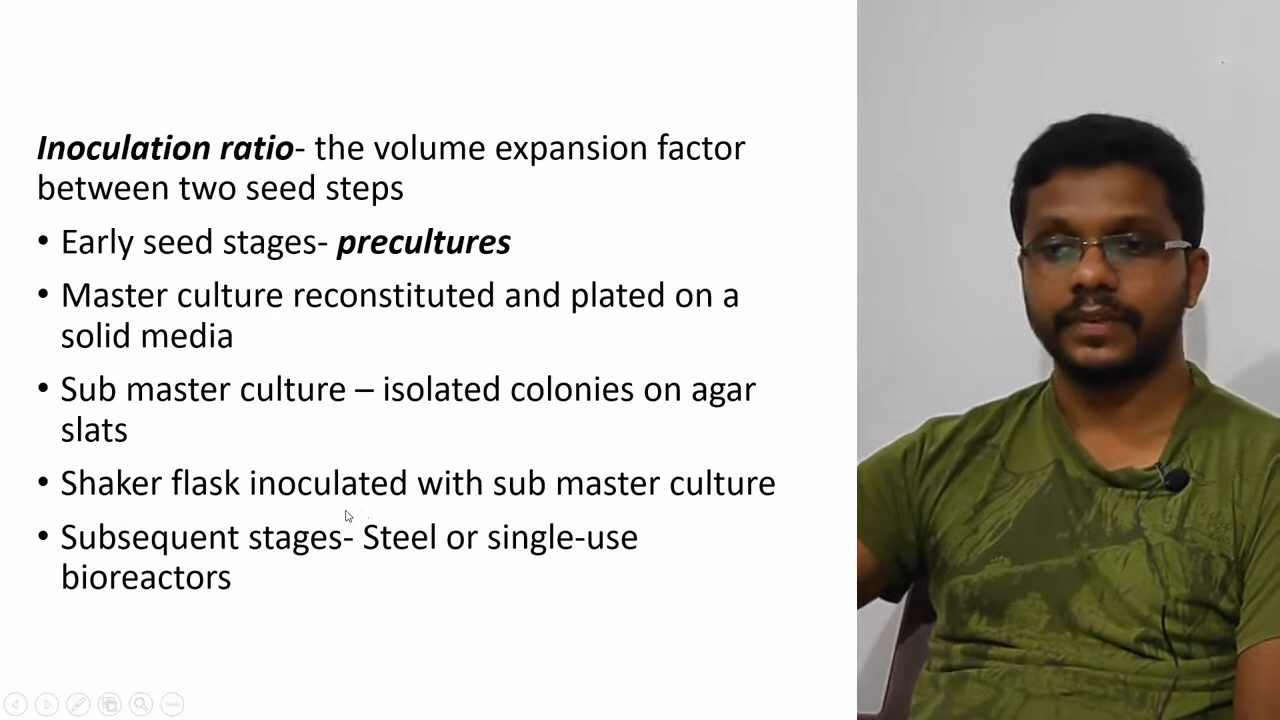 Inoculation ratio- the volume expansion factor
between two seed steps
• Early seed stages- precultures
• Master culture reconstituted and plated on a
solid media
• Sub master culture – isolated colonies on agar
slats
• Shaker flask inoculated with sub master culture
• Subsequent stages- Steel or single-use
bioreactors